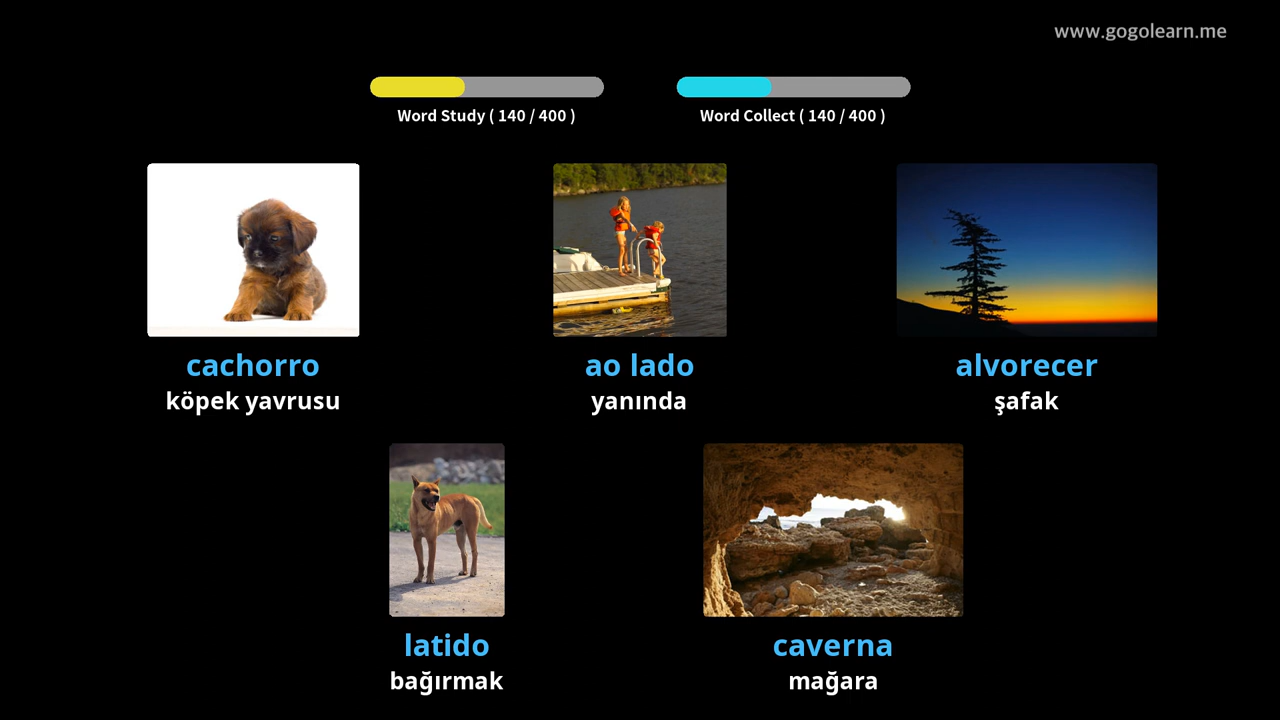 www.gogolearn.me
Word Study ( 140 / 400 )
Word Collect ( 140 / 400 )
cachorro
köpek yavrusu
ao lado
yanında
alvorecer
şafak
latido
bağırmak
caverna
mağara